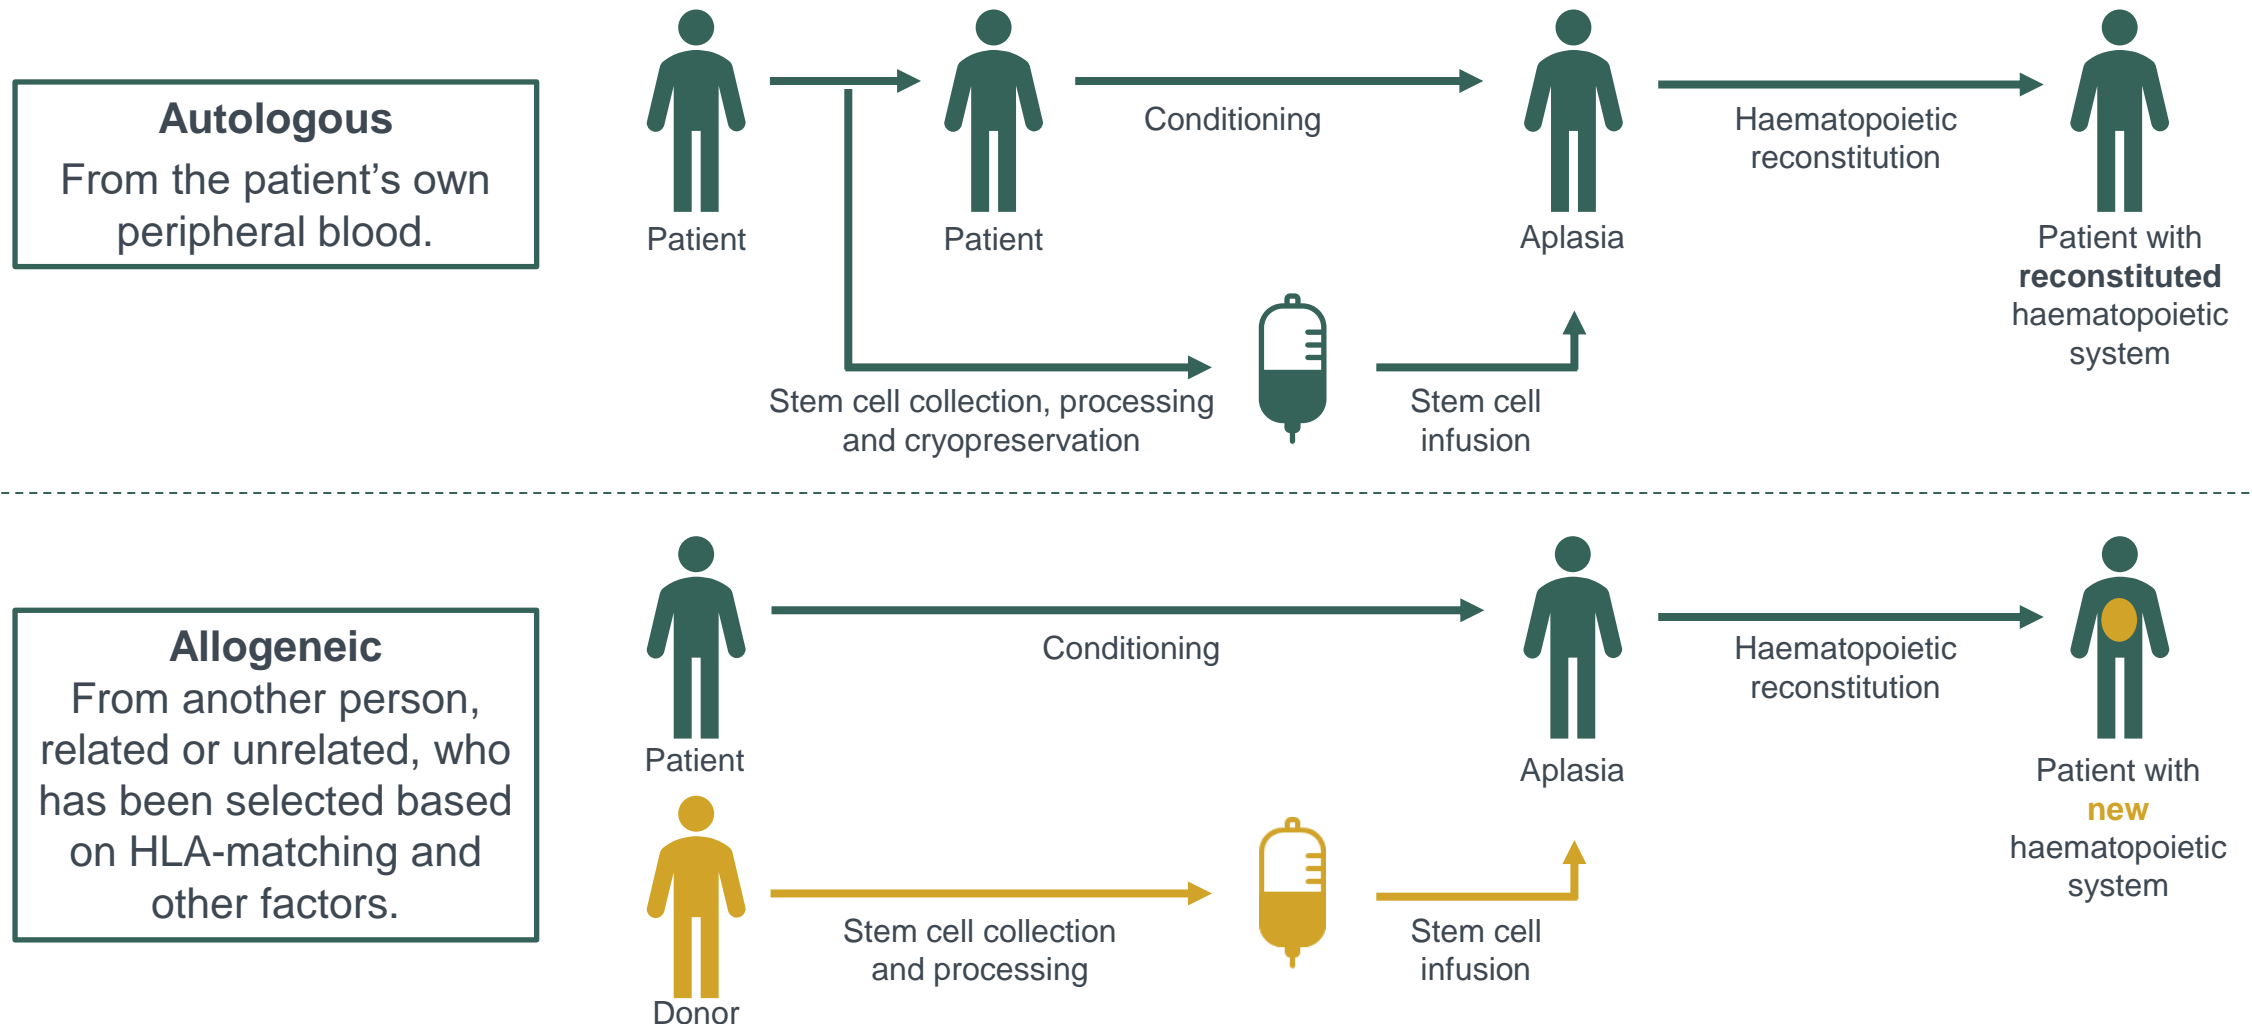 Autologous
From the patient’s own
peripheral blood.
Patient
Patient
Conditioning
Aplasia
Haematopoietic
reconstitution
Patient with
reconstituted
haematopoietic
system
Stem cell collection, processing
and cryopreservation
Stem cell
infusion
Allogeneic
From another person,
related or unrelated, who
has been selected based
on HLA-matching and
other factors.
Patient
Conditioning
Aplasia
Haematopoietic
reconstitution
Patient with
new
haematopoietic
system
Donor
Stem cell collection
and processing
Stem cell
infusion